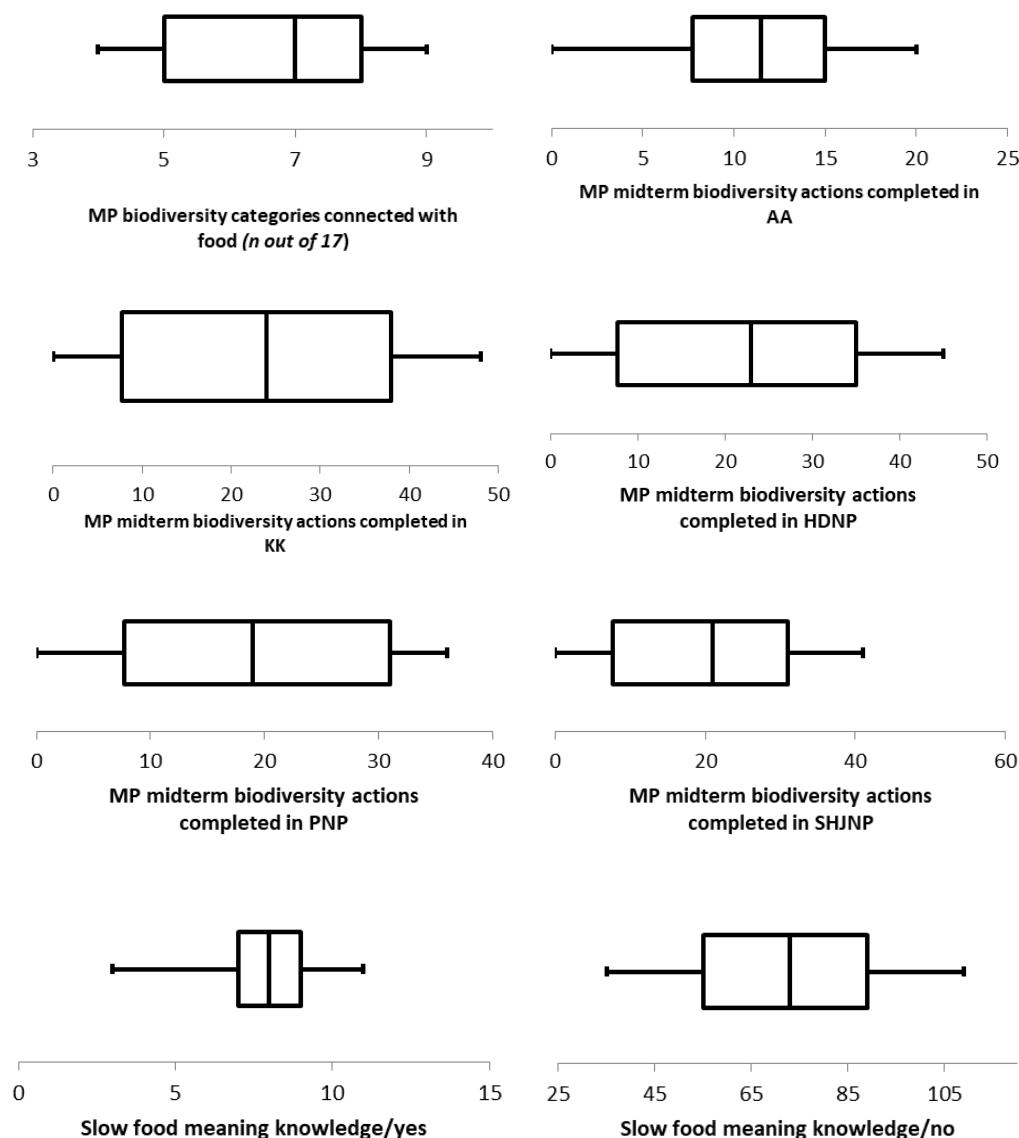 3 5 7 9
MP biodiversity categories connected with
food (n out of 17)
0 5 10 15 20 25
MP midterm biodiversity actions completed in
AA
0 10 20 30 40 50
MP midterm biodiversity actions completed in
KK
0 10 20 30 40 50
MP midterm biodiversity actions
completed in HDNP
0 10 20 30 40
MP midterm biodiversity actions
completed in PNP
0 20 40 60
MP midterm biodiversity actions
completed in SHJNP
0 5 10 15
Slow food meaning knowledge/yes
25 45 65 85 105
Slow food meaning knowledge/no